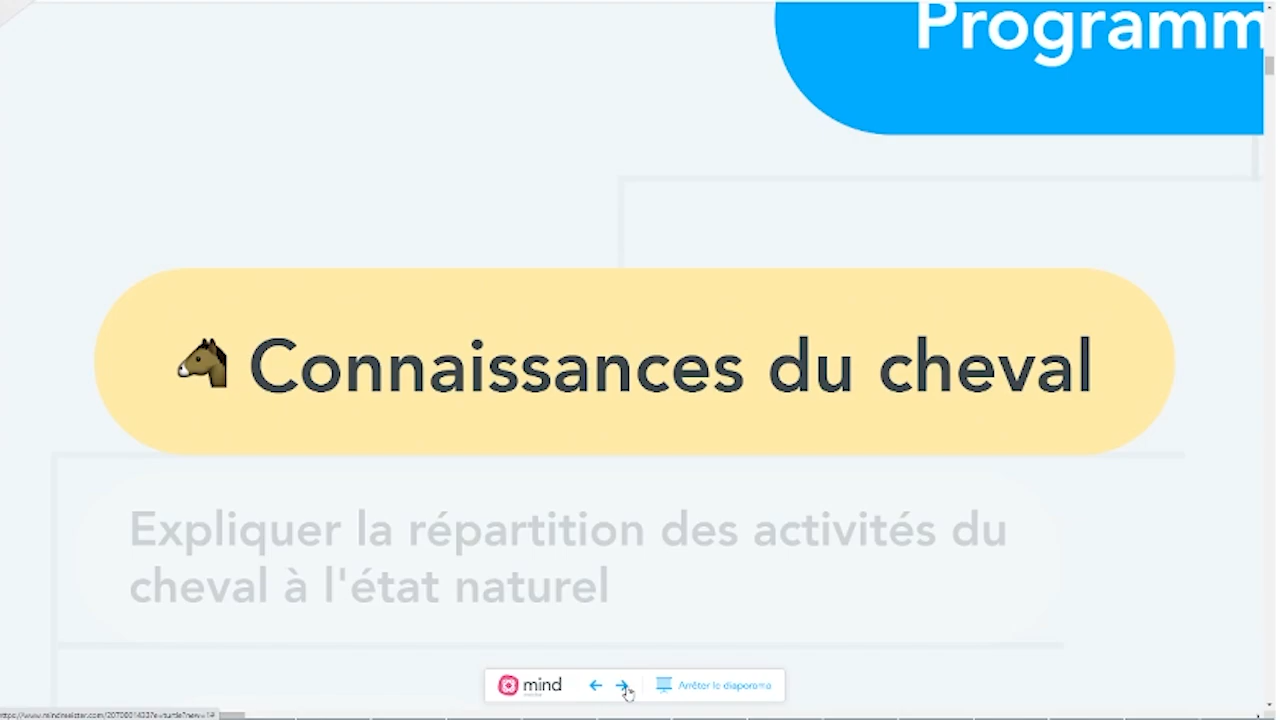 Programm
Connaissances du cheval
Expliquer la répartition des activités du
cheval à l'état naturel
mind
Arrêter le diaporama